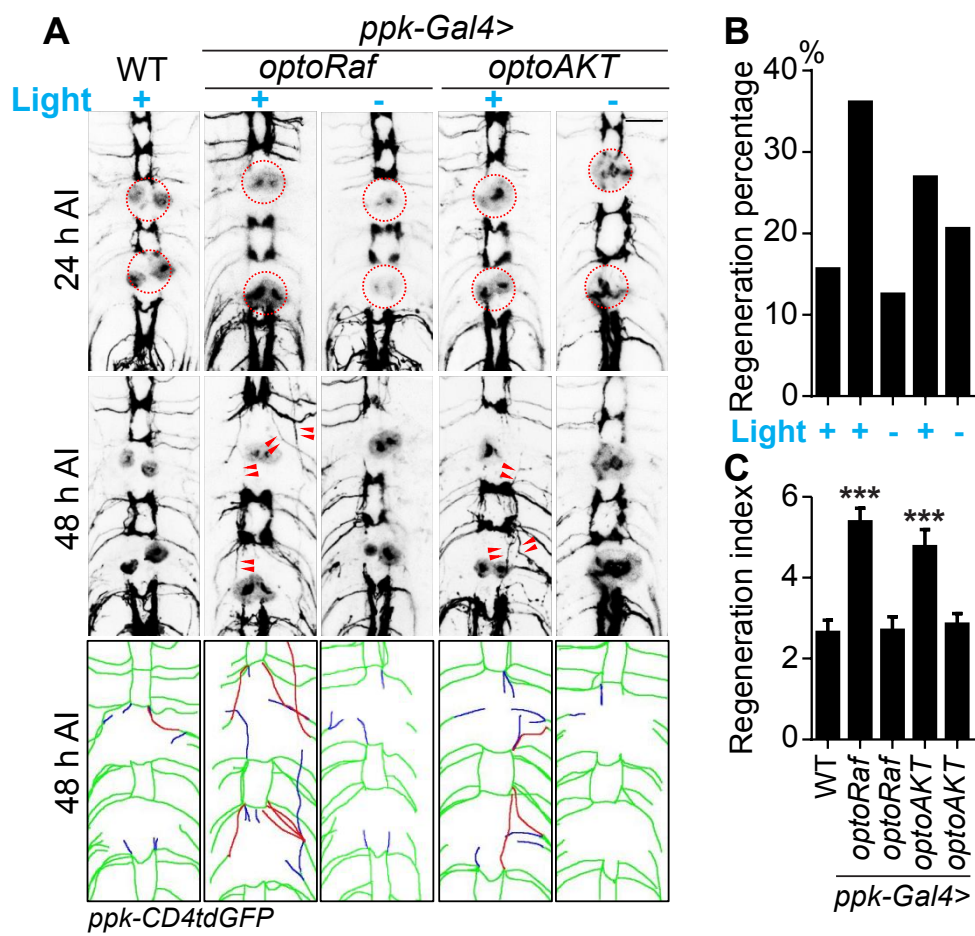 A
ppk-Gal4>
WT optoRaf optoAKT
Light + + - + -
24 h AI
48 h AI
48 h AI
ppk-CD4tdGFP
B
%
Regeneration percentage
40
30
20
10
0
Light + + - + -
C
Regeneration index
6
4
2
0
*** ***
WT optoRaf optoRaf optoAKT optoAKT
ppk-Gal4>